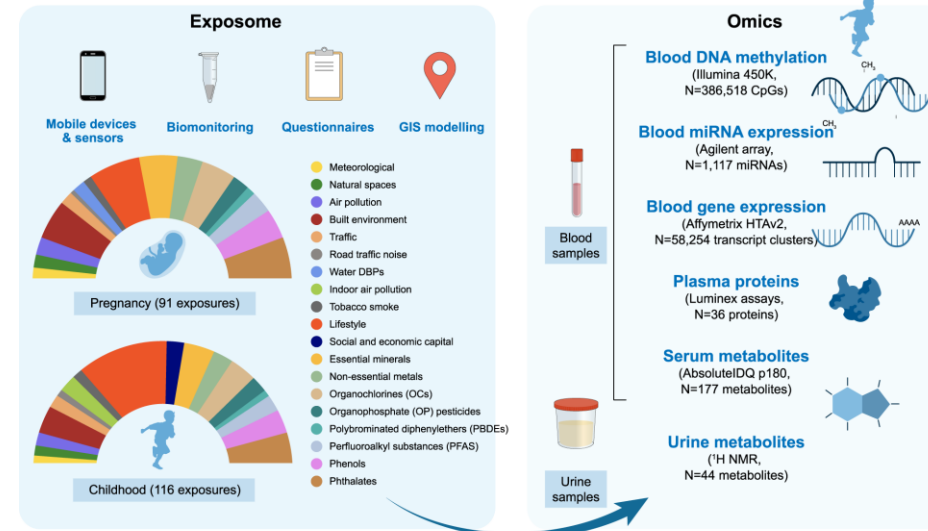 Exposome
Mobile devices
& sensors
Biomonitoring
Questionnaires
GIS modelling
Meteorological
Natural spaces
Air pollution
Built environment
Traffic
Road traffic noise
Water DBPs
Indoor air pollution
Tobacco smoke
Lifestyle
Social and economic capital
Essential minerals
Non-essential metals
Organochlorines (OCs)
Organophosphate (OP) pesticides
Polybrominated diphenylethers (PBDEs)
Perfluoroalkyl substances (PFAS)
Phenols
Phthalates
Pregnancy (91 exposures)
Childhood (116 exposures)
Omics
Blood samples
Urine samples
Blood DNA methylation
(Illumina 450K,
N=386,518 CpGs)
CH₃
CH₃
Blood miRNA expression
(Agilent array,
N=1,117 miRNAs)
Blood gene expression
(Affymetrix HTAv2,
N=58,254 transcript clusters)
AAAA
Plasma proteins
(Luminex assays,
N=36 proteins)
Serum metabolites
(AbsoluteIDQ p180,
N=177 metabolites)
Urine metabolites
(¹H NMR,
N=44 metabolites)